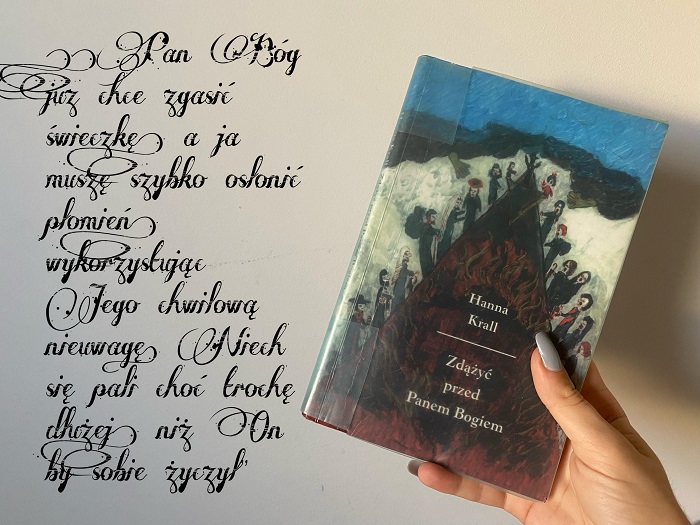 ,,Pan Bóg
już chce zgasić
świeczkę, a ja
muszę szybko osłonić
płomień,
wykorzystując
Jego chwilową
nieuwagę. Niech
się pali choć trochę
dłużej niż On
by sobie życzył"
Hanna
Krall
Zdążyć
przed
Panem Bogiem